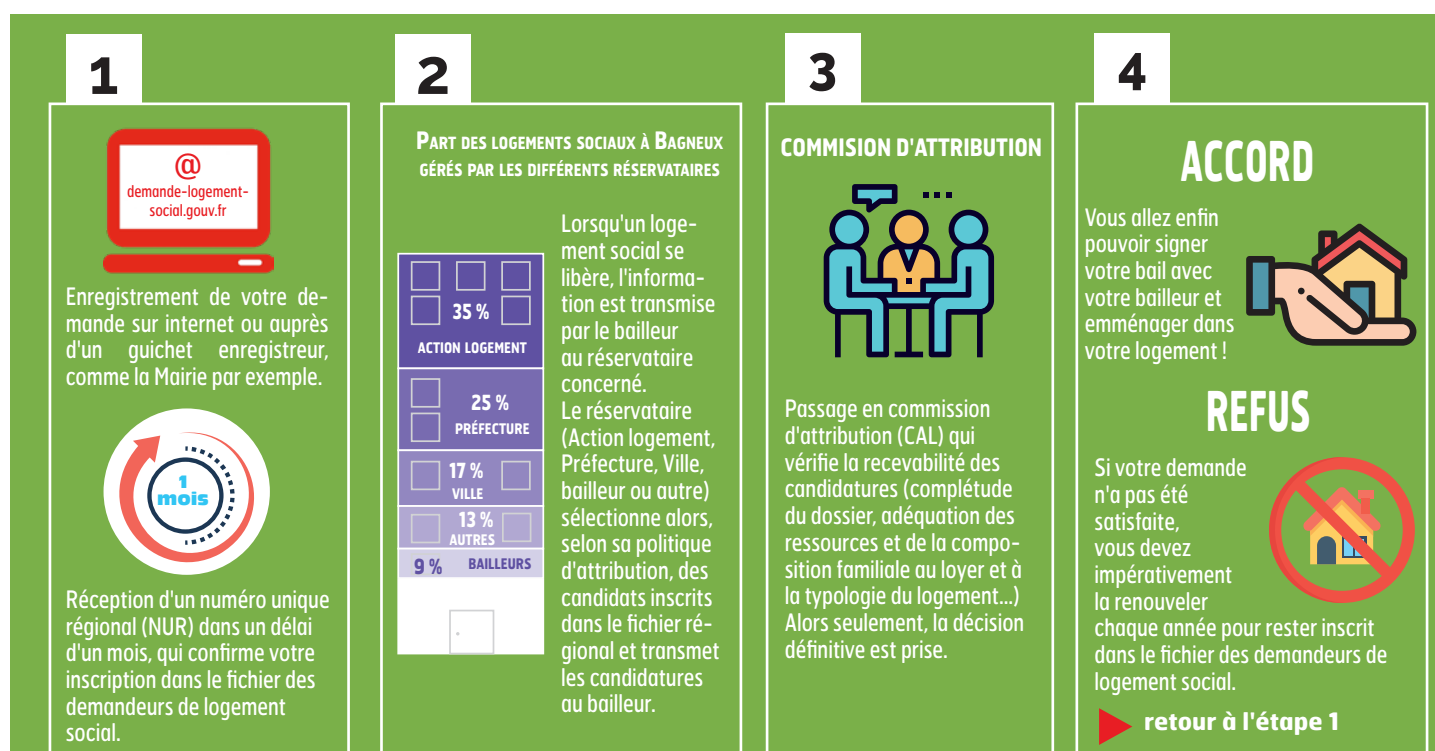 1
@
demande-logement-
social.gouv.fr
Enregistrement de votre de-
mande sur internet ou auprès
d'un guichet enregistreur,
comme la Mairie par exemple.
1
mois
Réception d'un numéro unique
régional (NUR) dans un délai
d'un mois, qui confirme votre
inscription dans le fichier des
demandeurs de logement
social.
2
PART DES LOGEMENTS SOCIAUX À BAGNEUX
GÉRÉS PAR LES DIFFÉRENTS RÉSERVATAIRES
35 %
ACTION LOGEMENT
25 %
PRÉFECTURE
17 %
VILLE
13 %
AUTRES
9 % BAILLEURS
Lorsqu'un loge-
ment social se
libère, l'informa-
tion est transmise
par le bailleur
au réservataire
concerné.
Le réservataire
(Action logement,
Préfecture, Ville,
bailleur ou autre)
sélectionne alors,
selon sa politique
d'attribution, des
candidats inscrits
dans le fichier ré-
gional et transmet
les candidatures
au bailleur.
3
COMMISION D'ATTRIBUTION
Passage en commission
d'attribution (CAL) qui
vérifie la recevabilité des
candidatures (complétude
du dossier, adéquation des
ressources et de la compo-
sition familiale au loyer et à
la typologie du logement...)
Alors seulement, la décision
définitive est prise.
4
ACCORD
Vous allez enfin
pouvoir signer
votre bail avec
votre bailleur et
emménager dans
votre logement !
REFUS
Si votre demande
n'a pas été
satisfaite,
vous devez
impérativement
la renouveler
chaque année pour rester inscrit
dans le fichier des demandeurs de
logement social.
retour à l'étape 1